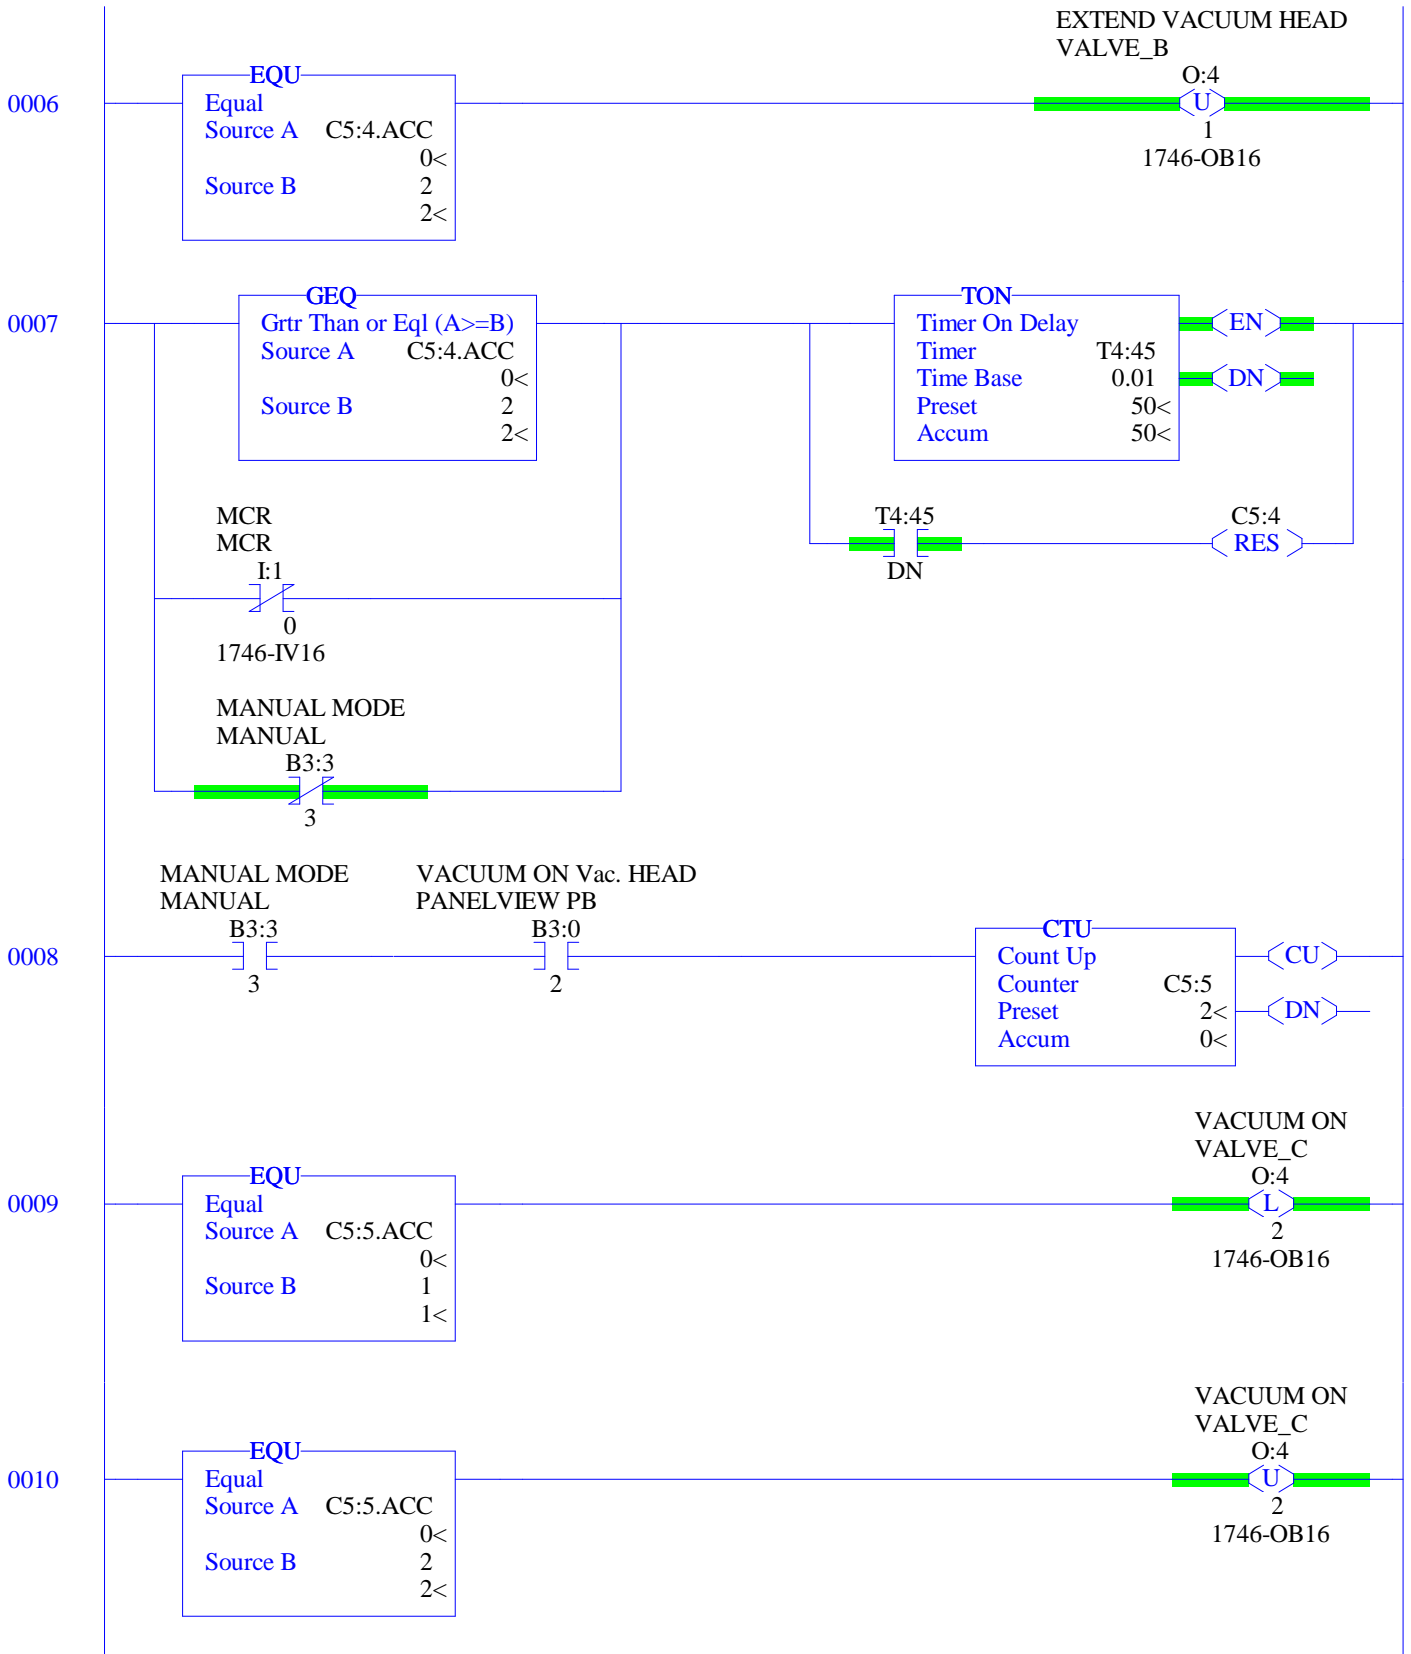 EXTEND VACUUM HEAD
VALVE_B
O:4
0006
EQU
Equal
Source A C5:4.ACC
0<
Source B 2
2<
U
1
1746-OB16
0007
GEQ
Grtr Than or Eql (A>=B)
Source A C5:4.ACC
0<
Source B 2
2<
TON
Timer On Delay
Timer T4:45
Time Base 0.01
Preset 50<
Accum 50<
EN
DN
MCR
MCR
I:1
0
1746-IV16
T4:45
DN
C5:4
RES
MANUAL MODE
MANUAL
B3:3
3
0008
MANUAL MODE
MANUAL
B3:3
3
VACUUM ON Vac. HEAD
PANELVIEW PB
B3:0
2
CTU
Count Up
Counter C5:5
Preset 2<
Accum 0<
CU
DN
0009
EQU
Equal
Source A C5:5.ACC
0<
Source B 1
1<
VACUUM ON
VALVE_C
O:4
L
2
1746-OB16
0010
EQU
Equal
Source A C5:5.ACC
0<
Source B 2
2<
VACUUM ON
VALVE_C
O:4
U
2
1746-OB16